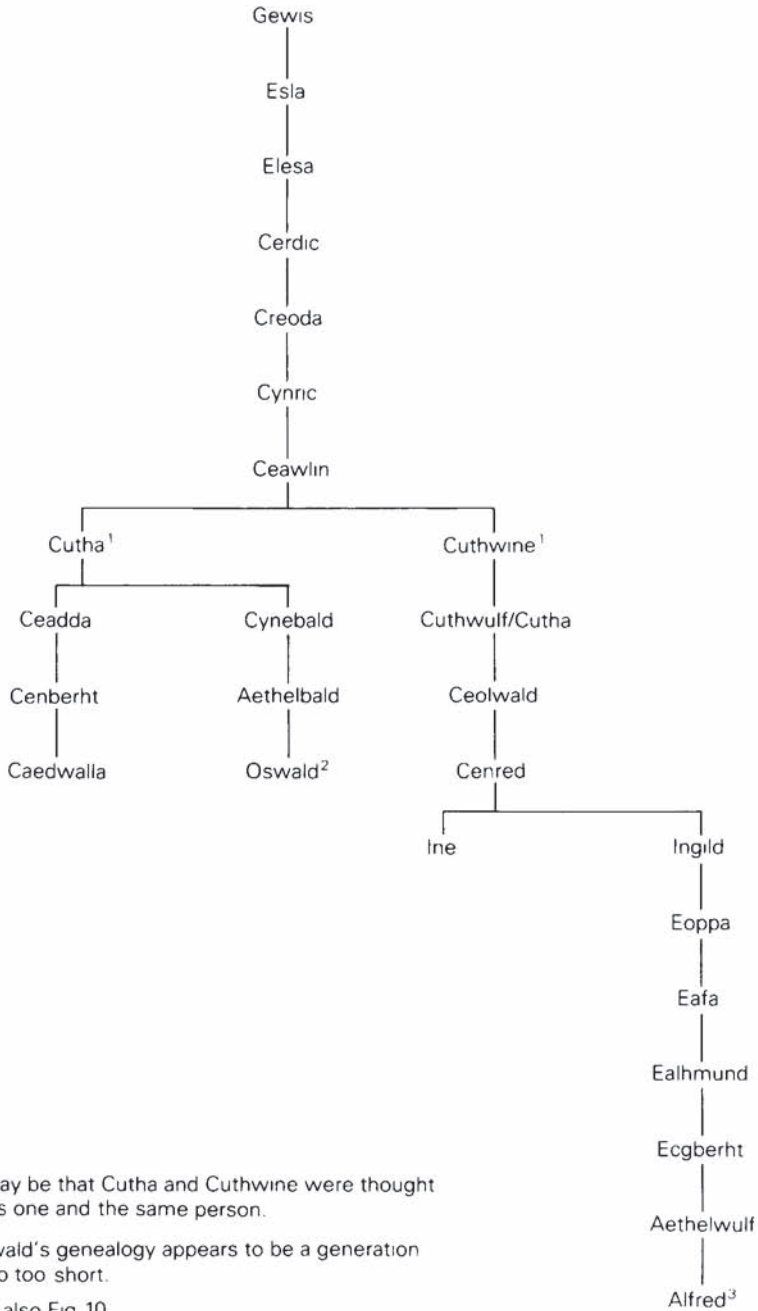 Gewis
Esla
Elesa
Cerdic
Creoda
Cynric
Ceawlin
Cutha¹ Cuthwine¹
Ceadda Cynebald Cuthwulf/Cutha
Cenberht Aethelbald Ceolwald
Caedwalla Oswald² Cenred
Ine Ingild
Eoppa
Eafa
Ealhmund
Ecgberht
Aethelwulf
Alfred³
ay be that Cutha and Cuthwine were thought
s one and the same person.
wald's genealogy appears to be a generation
o too short.
also Fig 10